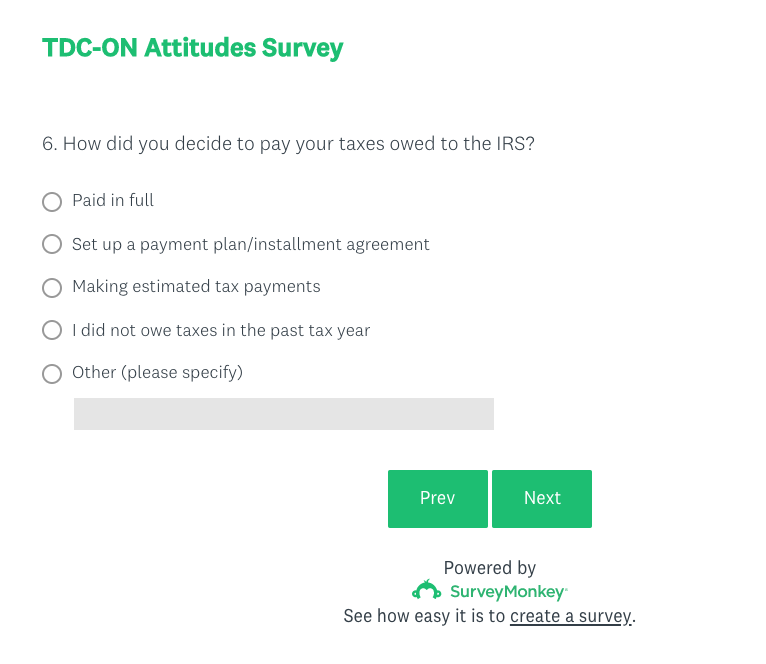 TDC-ON Attitudes Survey
6. How did you decide to pay your taxes owed to the IRS?
Paid in full
Set up a payment plan/installment agreement
Making estimated tax payments
I did not owe taxes in the past tax year
Other (please specify)
Prev Next
Powered by
SurveyMonkey
See how easy it is to create a survey.